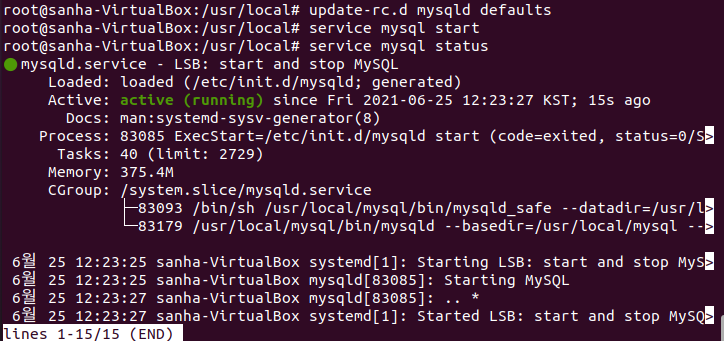 root@sanha-VirtualBox:/usr/local# update-rc.d mysqld defaults
root@sanha-VirtualBox:/usr/local# service mysql start
root@sanha-VirtualBox:/usr/local# service mysql status
● mysqld.service - LSB: start and stop MySQL
     Loaded: loaded (/etc/init.d/mysqld; generated)
     Active: active (running) since Fri 2021-06-25 12:23:27 KST; 15s ago
       Docs: man:systemd-sysv-generator(8)
    Process: 83085 ExecStart=/etc/init.d/mysqld start (code=exited, status=0/S>
      Tasks: 40 (limit: 2729)
     Memory: 375.4M
     CGroup: /system.slice/mysqld.service
             ├─83093 /bin/sh /usr/local/mysql/bin/mysqld_safe --datadir=/usr/l>
             └─83179 /usr/local/mysql/bin/mysqld --basedir=/usr/local/mysql -->
 6월 25 12:23:25 sanha-VirtualBox systemd[1]: Starting LSB: start and stop MyS>
 6월 25 12:23:25 sanha-VirtualBox mysqld[83085]: Starting MySQL
 6월 25 12:23:27 sanha-VirtualBox mysqld[83085]: .. *
 6월 25 12:23:27 sanha-VirtualBox systemd[1]: Started LSB: start and stop MySQ>
lines 1-15/15 (END)